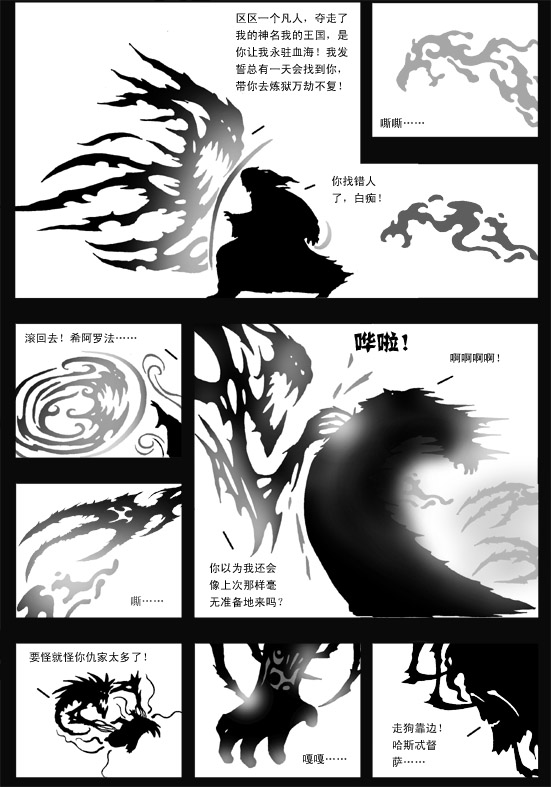 区区一个凡人，夺走了
我的神名我的王国，是
你让我永驻血海！我发
誓总有一天会找到你，
带你去炼狱万劫不复！
嘶嘶……
你找错人
了，白痴！
滚回去！希阿罗法……
哗啦！
啊啊啊啊！
你以为我还会
像上次那样毫
无准备地来吗？
嘶……
要怪就怪你仇家太多了！
嘎嘎……
走狗靠边！
哈斯忒督
萨……